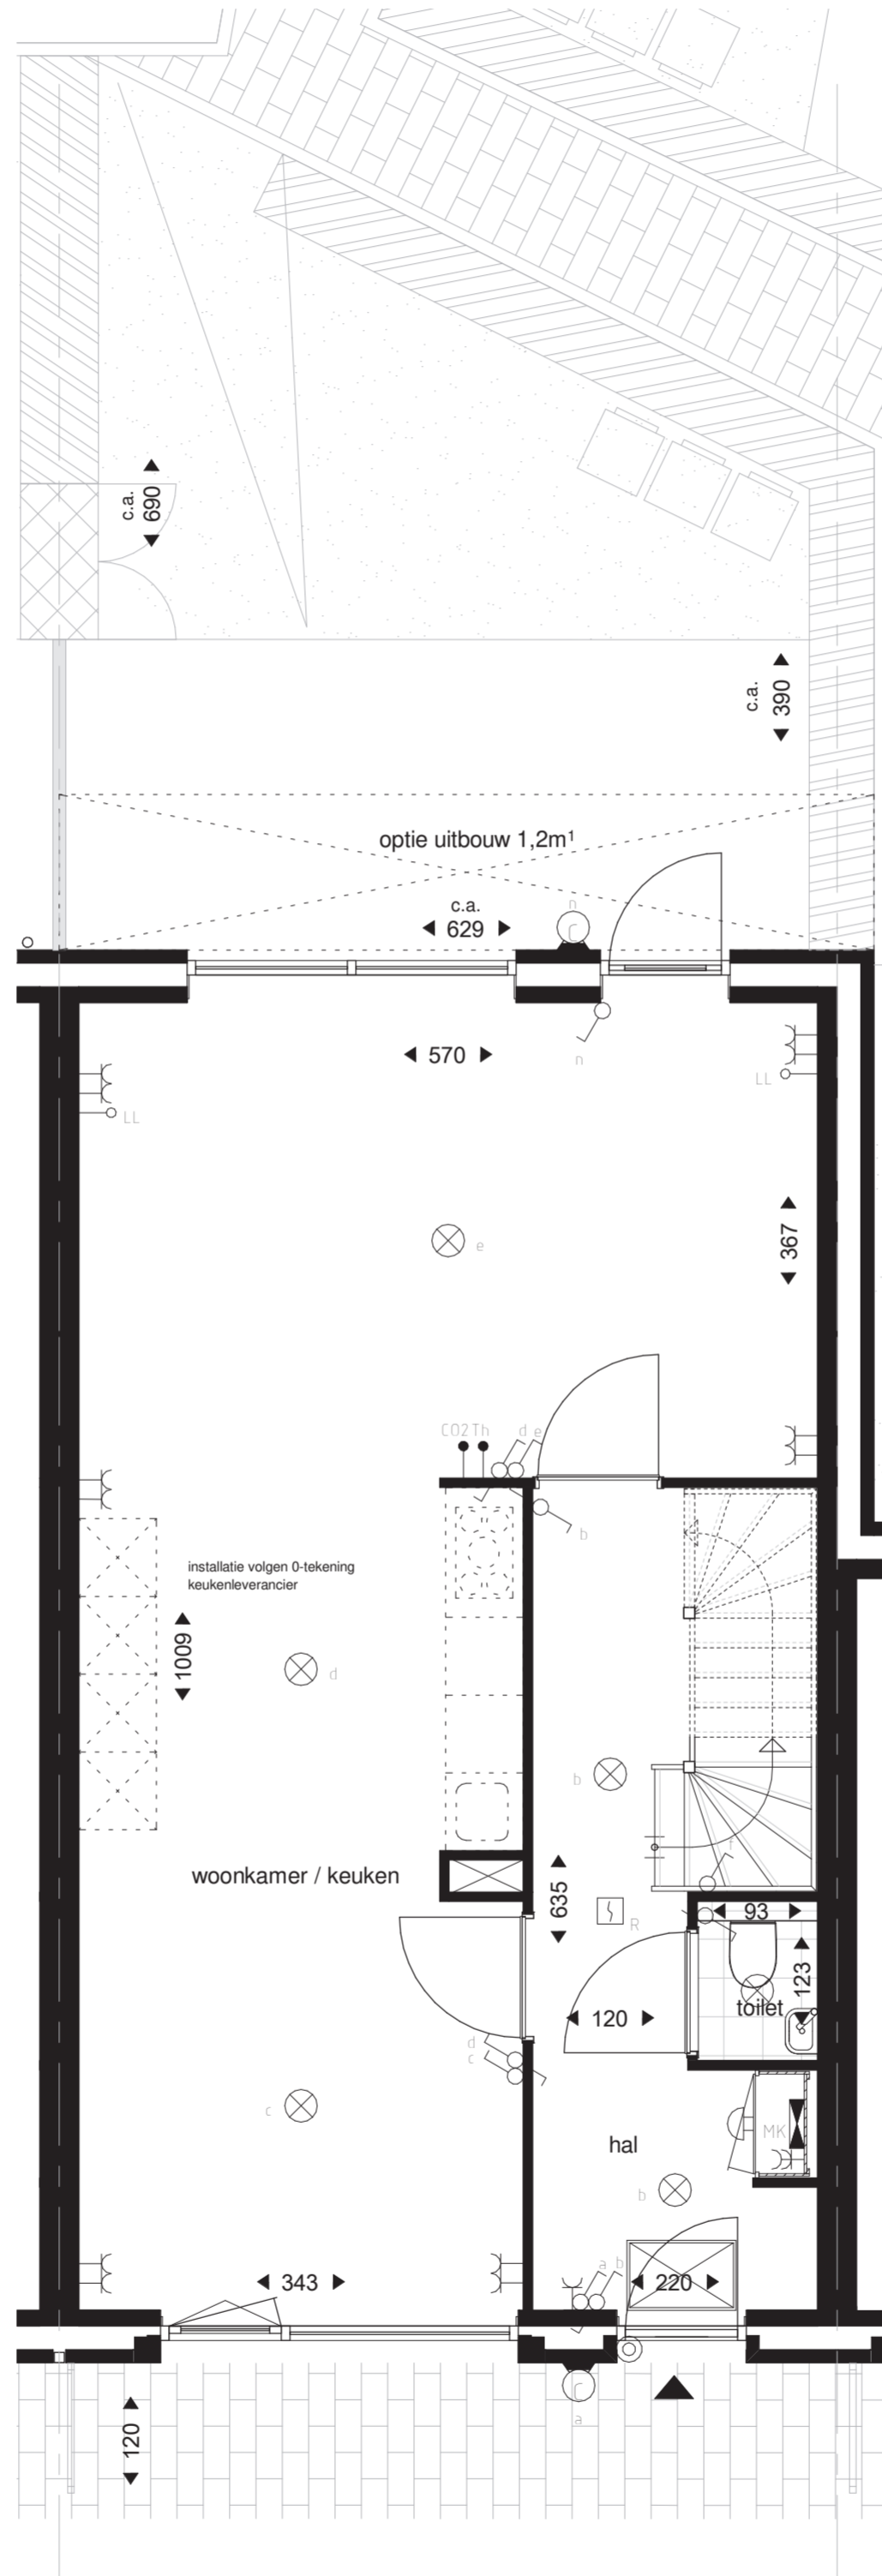 c.a.
690
c.a.
390
optie uitbouw 1,2m¹
c.a.
629
n
570
n
LL
LL
367
e
CO2 Th
d e
b
installatie volgen 0-tekening
keukenleverancier
1009
d
b
f
woonkamer / keuken
635
R
93
123
120
toilet
d
c
c
MK
hal
b
a b
343
220
a
120